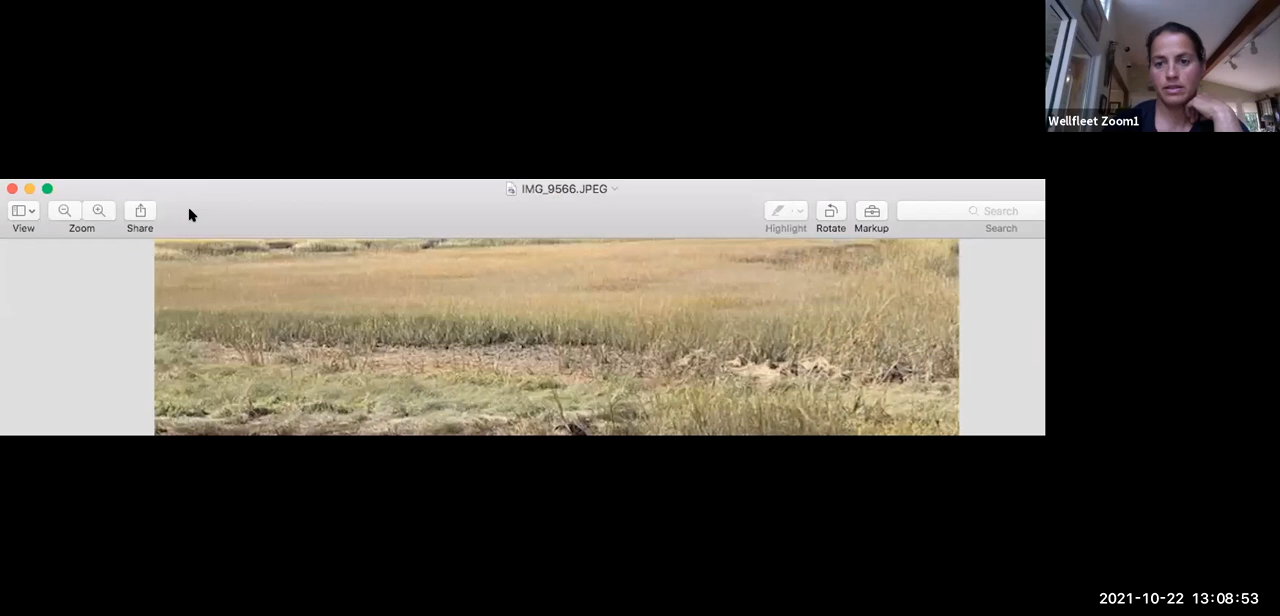 Wellfleet Zoom1
IMG_9566.JPEG
Search
View
Zoom
Share
Highlight
Rotate
Markup
Search
2021-10-22 13:08:53